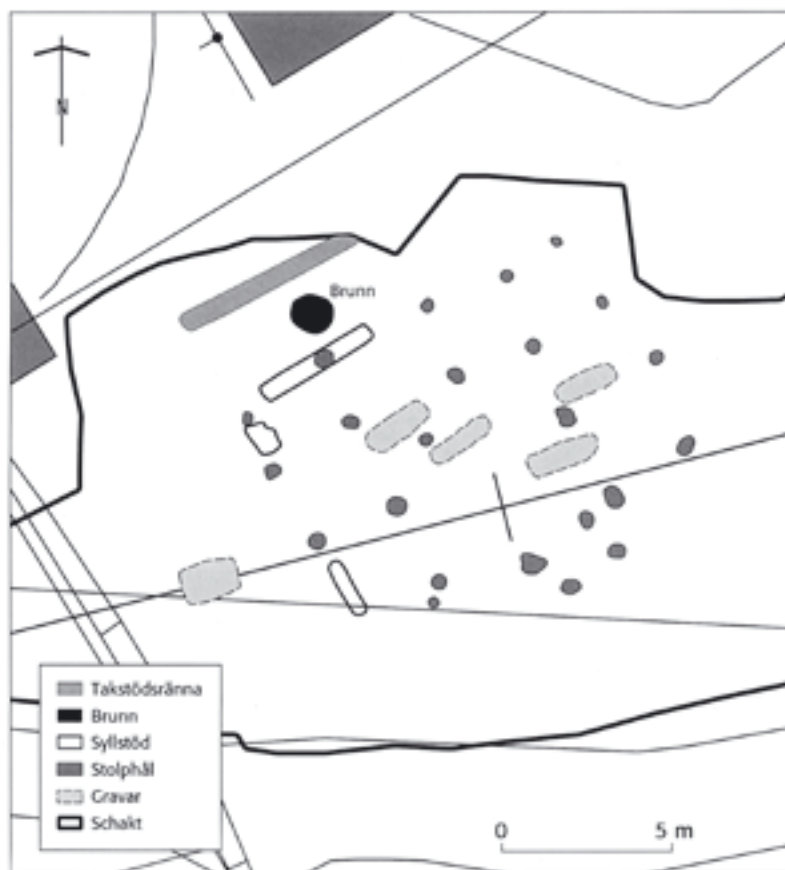 N
Brunn
Takstödsränna
Brunn
Syllstöd
Stolphål
Gravar
Schakt
0 5 m